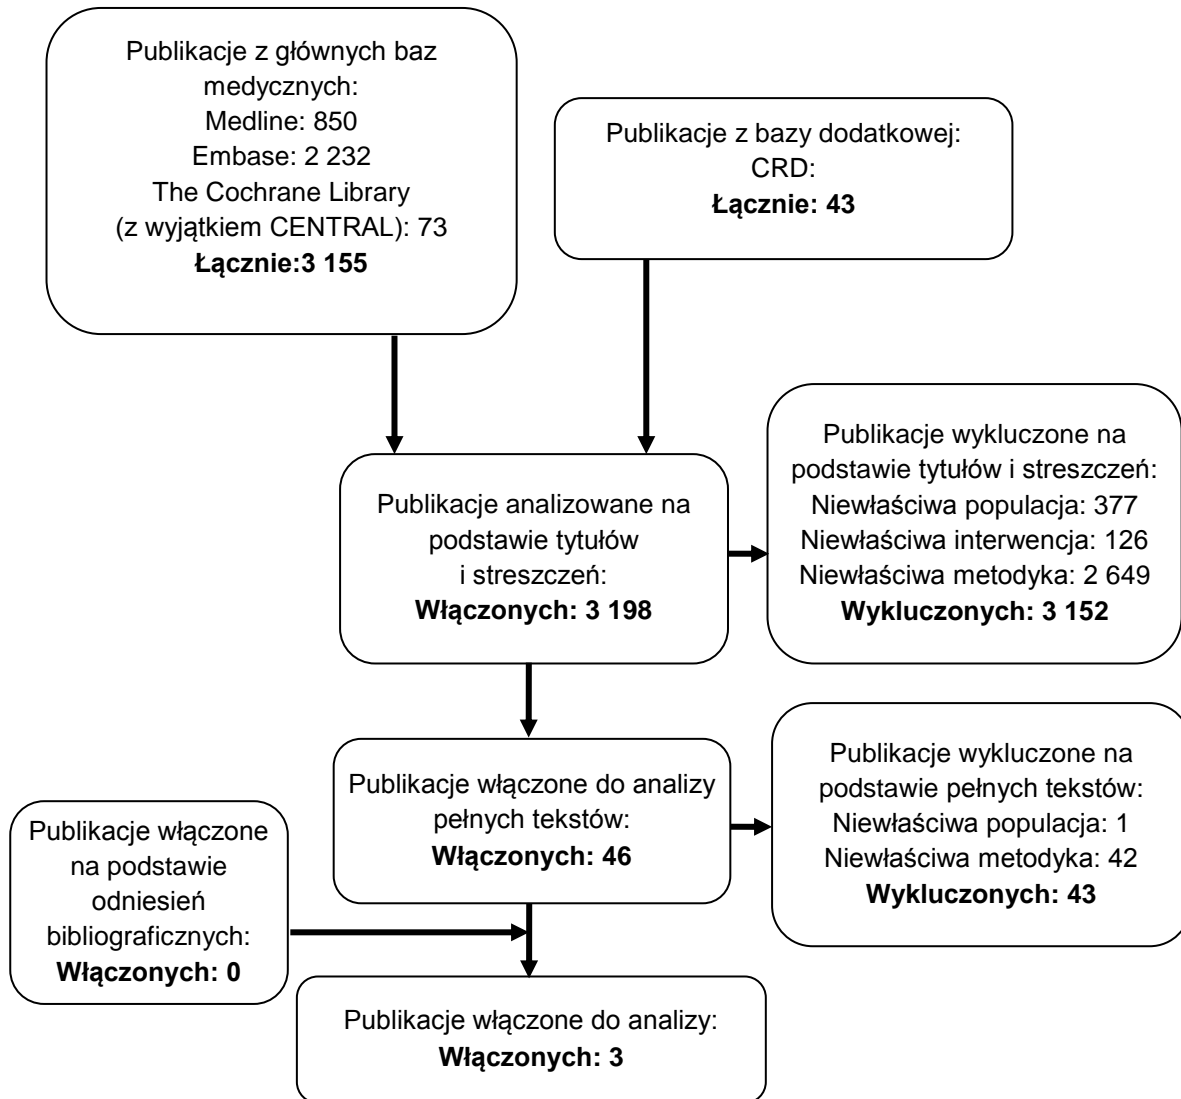 Publikacje z głównych baz
medycznych:
Medline: 850
Embase: 2 232
The Cochrane Library
(z wyjątkiem CENTRAL): 73
Łącznie:3 155
Publikacje z bazy dodatkowej:
CRD:
Łącznie: 43
Publikacje analizowane na
podstawie tytułów
i streszczeń:
Włączonych: 3 198
Publikacje wykluczone na
podstawie tytułów i streszczeń:
Niewłaściwa populacja: 377
Niewłaściwa interwencja: 126
Niewłaściwa metodyka: 2 649
Wykluczonych: 3 152
Publikacje włączone do analizy
pełnych tekstów:
Włączonych: 46
Publikacje wykluczone na
podstawie pełnych tekstów:
Niewłaściwa populacja: 1
Niewłaściwa metodyka: 42
Wykluczonych: 43
Publikacje włączone
na podstawie
odniesień
bibliograficznych:
Włączonych: 0
Publikacje włączone do analizy:
Włączonych: 3